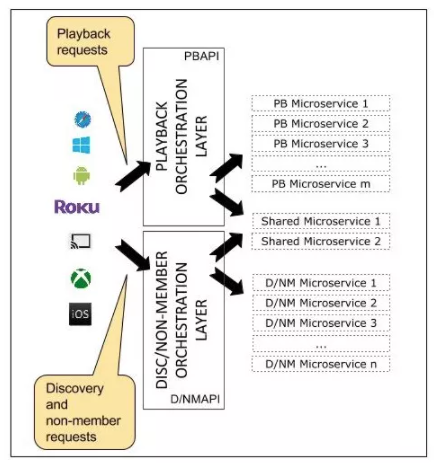 Playback
requests
PBAPI
PLAYBACK
ORCHESTRATION
LAYER
PB Microservice 1
PB Microservice 2
PB Microservice 3
...
PB Microservice m
ROKU
Shared Microservice 1
Shared Microservice 2
iOS
DISC/NON-MEMBER
ORCHESTRATION
LAYER
D/NMAPI
D/NM Microservice 1
D/NM Microservice 2
D/NM Microservice 3
...
D/NM Microservice n
Discovery
and
non-member
requests